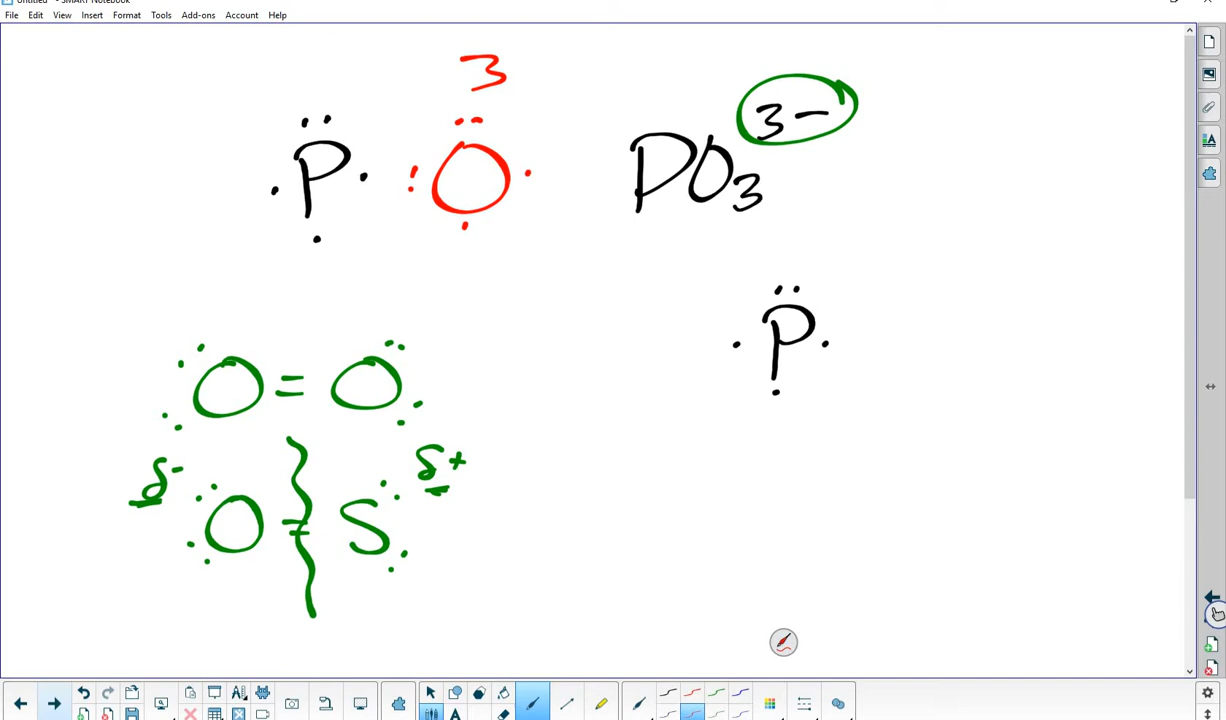 Untitled* - SMART Notebook
File Edit View Insert Format Tools Add-ons Account Help
3
P O PO₃ ³⁻
P
O = O
δ⁻ O = S δ⁺